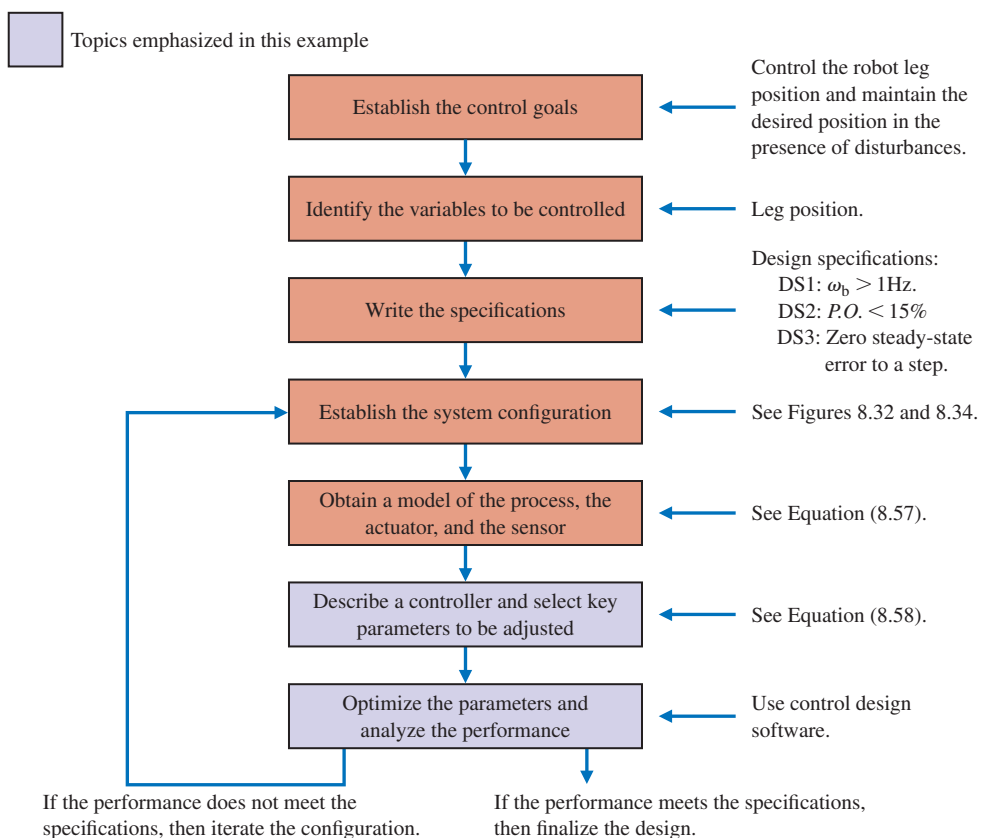 Topics emphasized in this example
Establish the control goals
Control the robot leg
position and maintain the
desired position in the
presence of disturbances.
Identify the variables to be controlled
Leg position.
Write the specifications
Design specifications:
DS1: ωb > 1Hz.
DS2: P.O. < 15%
DS3: Zero steady-state
error to a step.
Establish the system configuration
See Figures 8.32 and 8.34.
Obtain a model of the process, the
actuator, and the sensor
See Equation (8.57).
Describe a controller and select key
parameters to be adjusted
See Equation (8.58).
Optimize the parameters and
analyze the performance
Use control design
software.
If the performance does not meet the
specifications, then iterate the configuration.
If the performance meets the specifications,
then finalize the design.